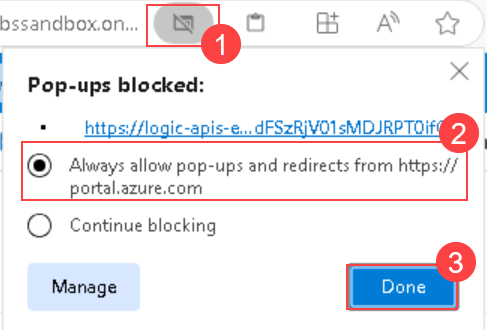 bssandbox.on...
1
Pop-ups blocked:
https://logic-apis-e...dFSzRjV01sMDJRPT0if
2
Always allow pop-ups and redirects from https://
portal.azure.com
Continue blocking
3
Manage
Done